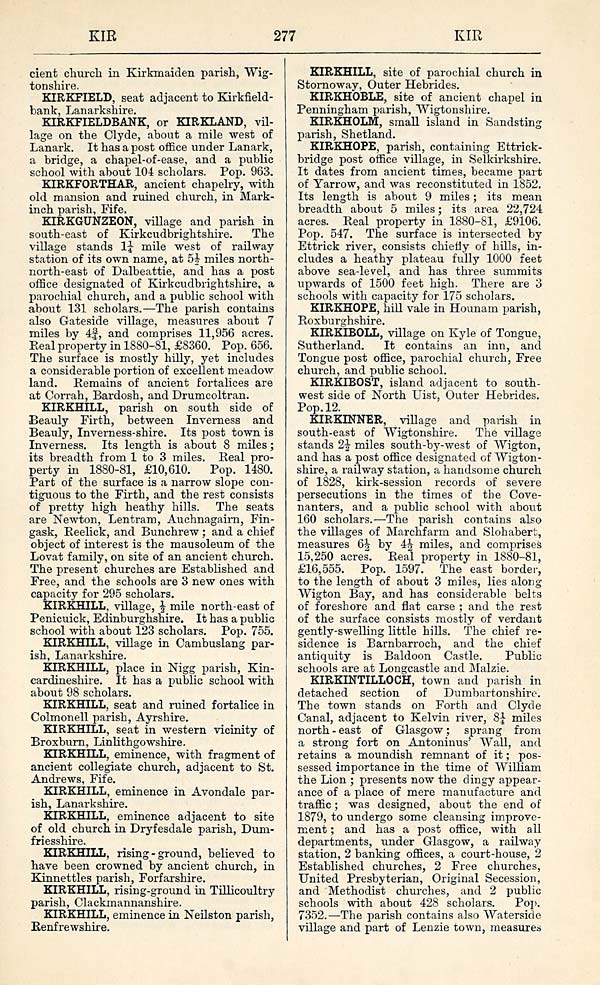 KIR 277 KIR
cient church in Kirkmaiden parish, Wig-
tonshire.
KIRKFIELD, seat adjacent to Kirkfield-
bank, Lanarkshire.
KIRKFIELDBANK, or KIRKLAND, vil-
lage on the Clyde, about a mile west of
Lanark. It has a post office under Lanark,
a bridge, a chapel-of-ease, and a public
school with about 104 scholars. Pop. 963.
KIRKFORTHAR, ancient chapelry, with
old mansion and ruined church, in Mark-
inch parish, Fife.
KIRKGUNZEON, village and parish in
south-east of Kirkcudbrightshire. The
village stands 1¼ mile west of railway
station of its own name, at 5½ miles north-
north-east of Dalbeattie, and has a post
office designated of Kirkcudbrightshire, a
parochial church, and a public school with
about 131 scholars.—The parish contains
also Gateside village, measures about 7
miles by 4¾, and comprises 11,956 acres.
Real property in 1880-81, £8360. Pop. 656.
The surface is mostly hilly, yet includes
a considerable portion of excellent meadow
land. Remains of ancient fortalices are
at Corrah, Bardosh, and Drumcoltran.
KIRKHILL, parish on south side of
Beauly Firth, between Inverness and
Beauly, Inverness-shire. Its post town is
Inverness. Its length is about 8 miles;
its breadth from 1 to 3 miles. Real pro-
perty in 1880-81, £10,610. Pop. 1480.
Part of the surface is a narrow slope con-
tiguous to the Firth, and the rest consists
of pretty high heathy hills. The seats
are Newton, Lentram, Auchnagairn, Fin-
gask, Reelick, and Bunchrew; and a chief
object of interest is the mausoleum of the
Lovat family, on site of an ancient church.
The present churches are Established and
Free, and the schools are 3 new ones with
capacity for 295 scholars.
KIRKHILL, village, ½ mile north-east of
Penicuick, Edinburghshire. It has a public
school with about 123 scholars. Pop. 755.
KIRKHILL, village in Cambuslang par-
ish, Lanarkshire.
KIRKHILL, place in Nigg parish, Kin-
cardineshire. It has a public school with
about 98 scholars.
KIRKHILL, seat and ruined fortalice in
Colmonell parish, Ayrshire.
KIRKHILL, seat in western vicinity of
Broxburn, Linlithgowshire.
KIRKHILL, eminence, with fragment of
ancient collegiate church, adjacent to St.
Andrews, Fife.
KIRKHILL, eminence in Avondale par-
ish, Lanarkshire.
KIRKHILL, eminence adjacent to site
of old church in Dryfesdale parish, Dum-
friesshire.
KIRKHILL, rising-ground, believed to
have been crowned by ancient church, in
Kinnettles parish, Forfarshire.
KIRKHILL, rising-ground in Tillicoultry
parish, Clackmannanshire.
KIRKHILL, eminence in Neilston parish,
Renfrewshire.
KIRKHILL, site of parochial church in
Stornoway, Outer Hebrides.
KIRKHOBLE, site of ancient chapel in
Penningham parish, Wigtonshire.
KIRKHOLM, small island in Sandsting
parish, Shetland.
KIRKHOPE, parish, containing Ettrick-
bridge post office village, in Selkirkshire.
It dates from ancient times, became part
of Yarrow, and was reconstituted in 1852.
Its length is about 9 miles; its mean
breadth about 5 miles; its area 22,724
acres. Real property in 1880-81, £9106.
Pop. 547. The surface is intersected by
Ettrick river, consists chiefly of hills, in-
cludes a heathy plateau fully 1000 feet
above sea-level, and has three summits
upwards of 1500 feet high. There are 3
schools with capacity for 175 scholars.
KIRKHOPE, hill vale in Hounam parish,
Roxburghshire.
KIRKIBOLL, village on Kyle of Tongue,
Sutherland. It contains an inn, and
Tongue post office, parochial church, Free
church, and public school.
KIRKIBOST, island adjacent to south-
west side of North Uist, Outer Hebrides.
Pop. 12.
KIRKINNER, village and parish in
south-east of Wigtonshire. The village
stands 2½ miles south-by-west of Wigton,
and has a post office designated of Wigton-
shire, a railway station, a handsome church
of 1828, kirk-session records of severe
persecutions in the times of the Cove-
nanters, and a public school with about
160 scholars.—The parish contains also
the villages of Marchfarm and Slohabert,
measures 6½ by 4½ miles, and comprises
15,250 acres. Real property in 1880-81,
£16,555. Pop. 1597. The east border,
to the length of about 3 miles, lies along
Wigton Bay, and has considerable belts
of foreshore and flat carse; and the rest
of the surface consists mostly of verdant
gently-swelling little hills. The chief re-
sidence is Barnbarroch, and the chief
antiquity is Baldoon Castle. Public
schools are at Longcastle and Malzie.
KIRKINTILLOCH, town and parish in
detached section of Dumbartonshire.
The town stands on Forth and Clyde
Canal, adjacent to Kelvin river, 8¼ miles
north-east of Glasgow; sprang from
a strong fort on Antoninus' Wall, and
retains a moundish remnant of it; pos-
sessed importance in the time of William
the Lion; presents now the dingy appear-
ance of a place of mere manufacture and
traffic; was designed, about the end of
1879, to undergo some cleansing improve-
ment; and has a post office, with all
departments, under Glasgow, a railway
station, 2 banking offices, a court-house, 2
Established churches, 2 Free churches,
United Presbyterian, Original Secession,
and Methodist churches, and 2 public
schools with about 428 scholars. Pop.
7352.—The parish contains also Waterside
village and part of Lenzie town, measures